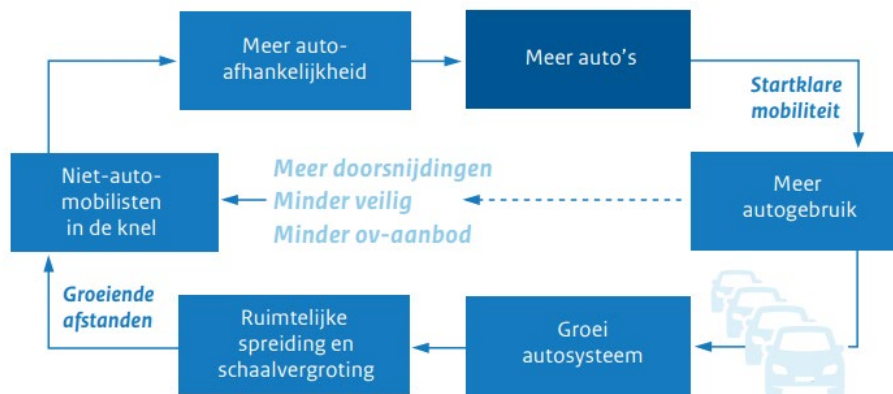 Meer auto-
afhankelijkheid
Meer auto's
Startklare
mobiliteit
Niet-auto-
mobilisten
in de knel
Meer doorsnijdingen
Minder veilig
Minder ov-aanbod
Meer
autogebruik
Groeiende
afstanden
Ruimtelijke
spreiding en
schaalvergroting
Groei
autosysteem